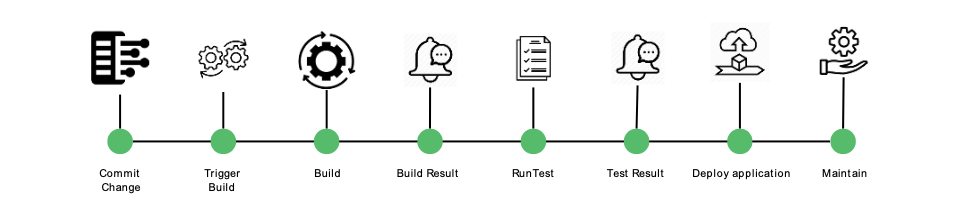 Commit
Change
Trigger
Build
Build
Build Result
RunTest
Test Result
Deploy application
Maintain